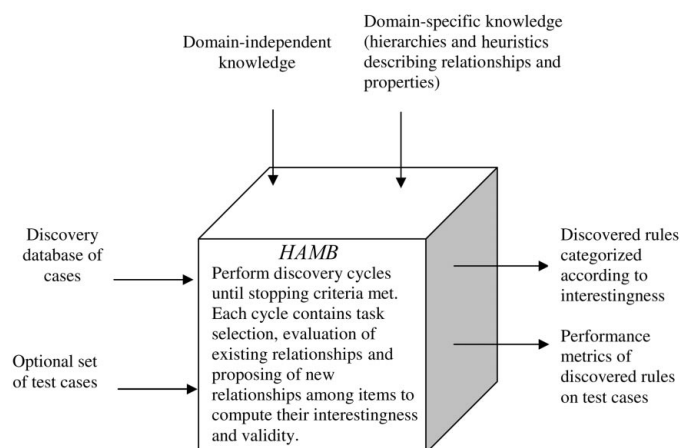 Domain-independent
knowledge
Domain-specific knowledge
(hierarchies and heuristics
describing relationships and
properties)
Discovery
database of
cases
Optional set
of test cases
HAMB
Perform discovery cycles
until stopping criteria met.
Each cycle contains task
selection, evaluation of
existing relationships and
proposing of new
relationships among items to
compute their interestingness
and validity.
Discovered rules
categorized
according to
interestingness
Performance
metrics of
discovered rules
on test cases